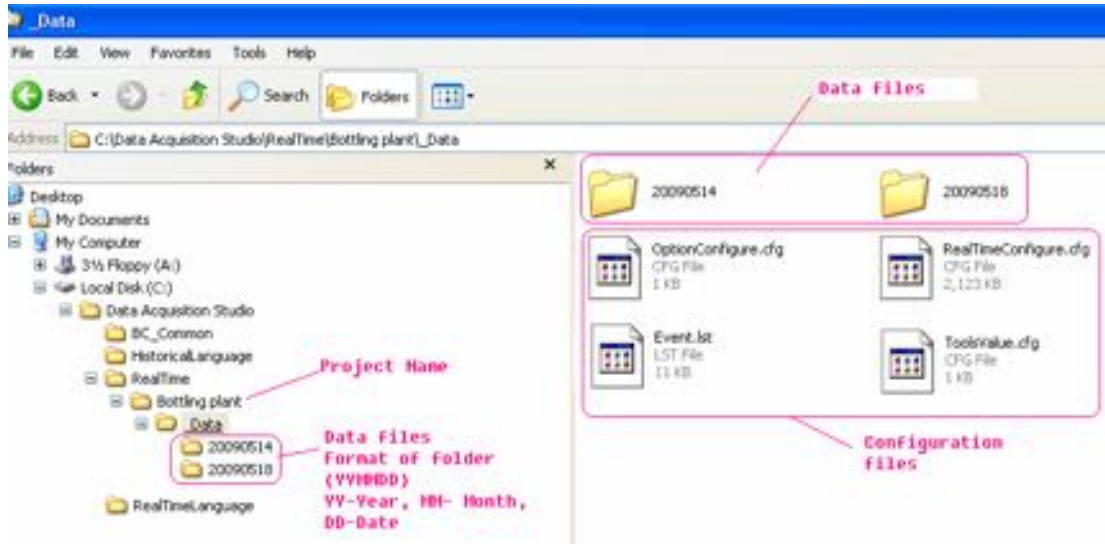 _Data
File Edit View Favorites Tools Help
Back Search Folders
Address C:\Data Acquisition Studio\RealTime\Bottling plant\_Data
Folders
Desktop
My Documents
My Computer
3½ Floppy (A:)
Local Disk (C:)
Data Acquisition Studio
BC_Common
HistoricalLanguage
RealTime
Bottling plant
_Data
20090514
20090518
RealTimeLanguage
Project Name
Data Files
Format of folder
(YYMMDD)
YY-Year, MM- Month,
DD-Date
Data Files
20090514
20090518
OptionConfigure.cfg
CFG File
1 KB
RealTimeConfigure.cfg
CFG File
2,123 KB
Event.lst
LST File
11 KB
ToolsValue.cfg
CFG File
1 KB
Configuration
files